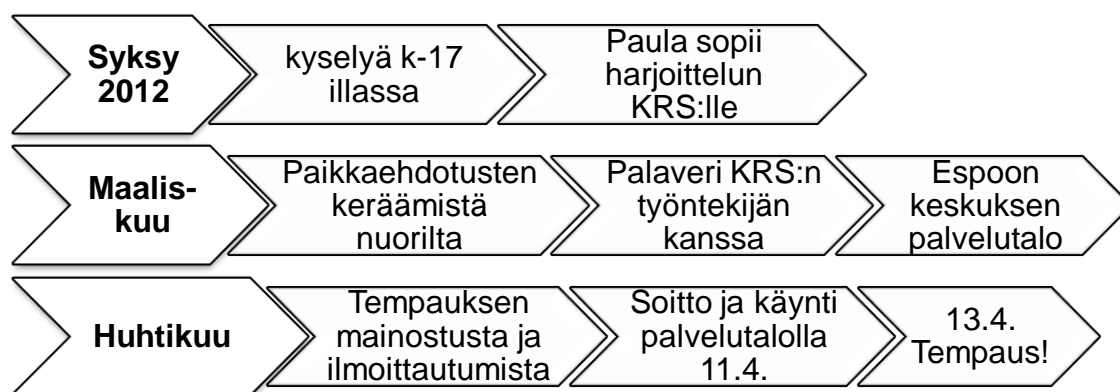 Syksy
2012
kyselyä k-17
illassa
Paula sopii
harjoittelun
KRS:lle
Maalis-
kuu
Paikkaehdotusten
keräämistä
nuorilta
Palaveri KRS:n
työntekijän
kanssa
Espoon
keskuksen
palvelutalo
Huhtikuu
Tempauksen
mainostusta ja
ilmoittautumista
Soitto ja käynti
palvelutalolla
11.4.
13.4.
Tempaus!